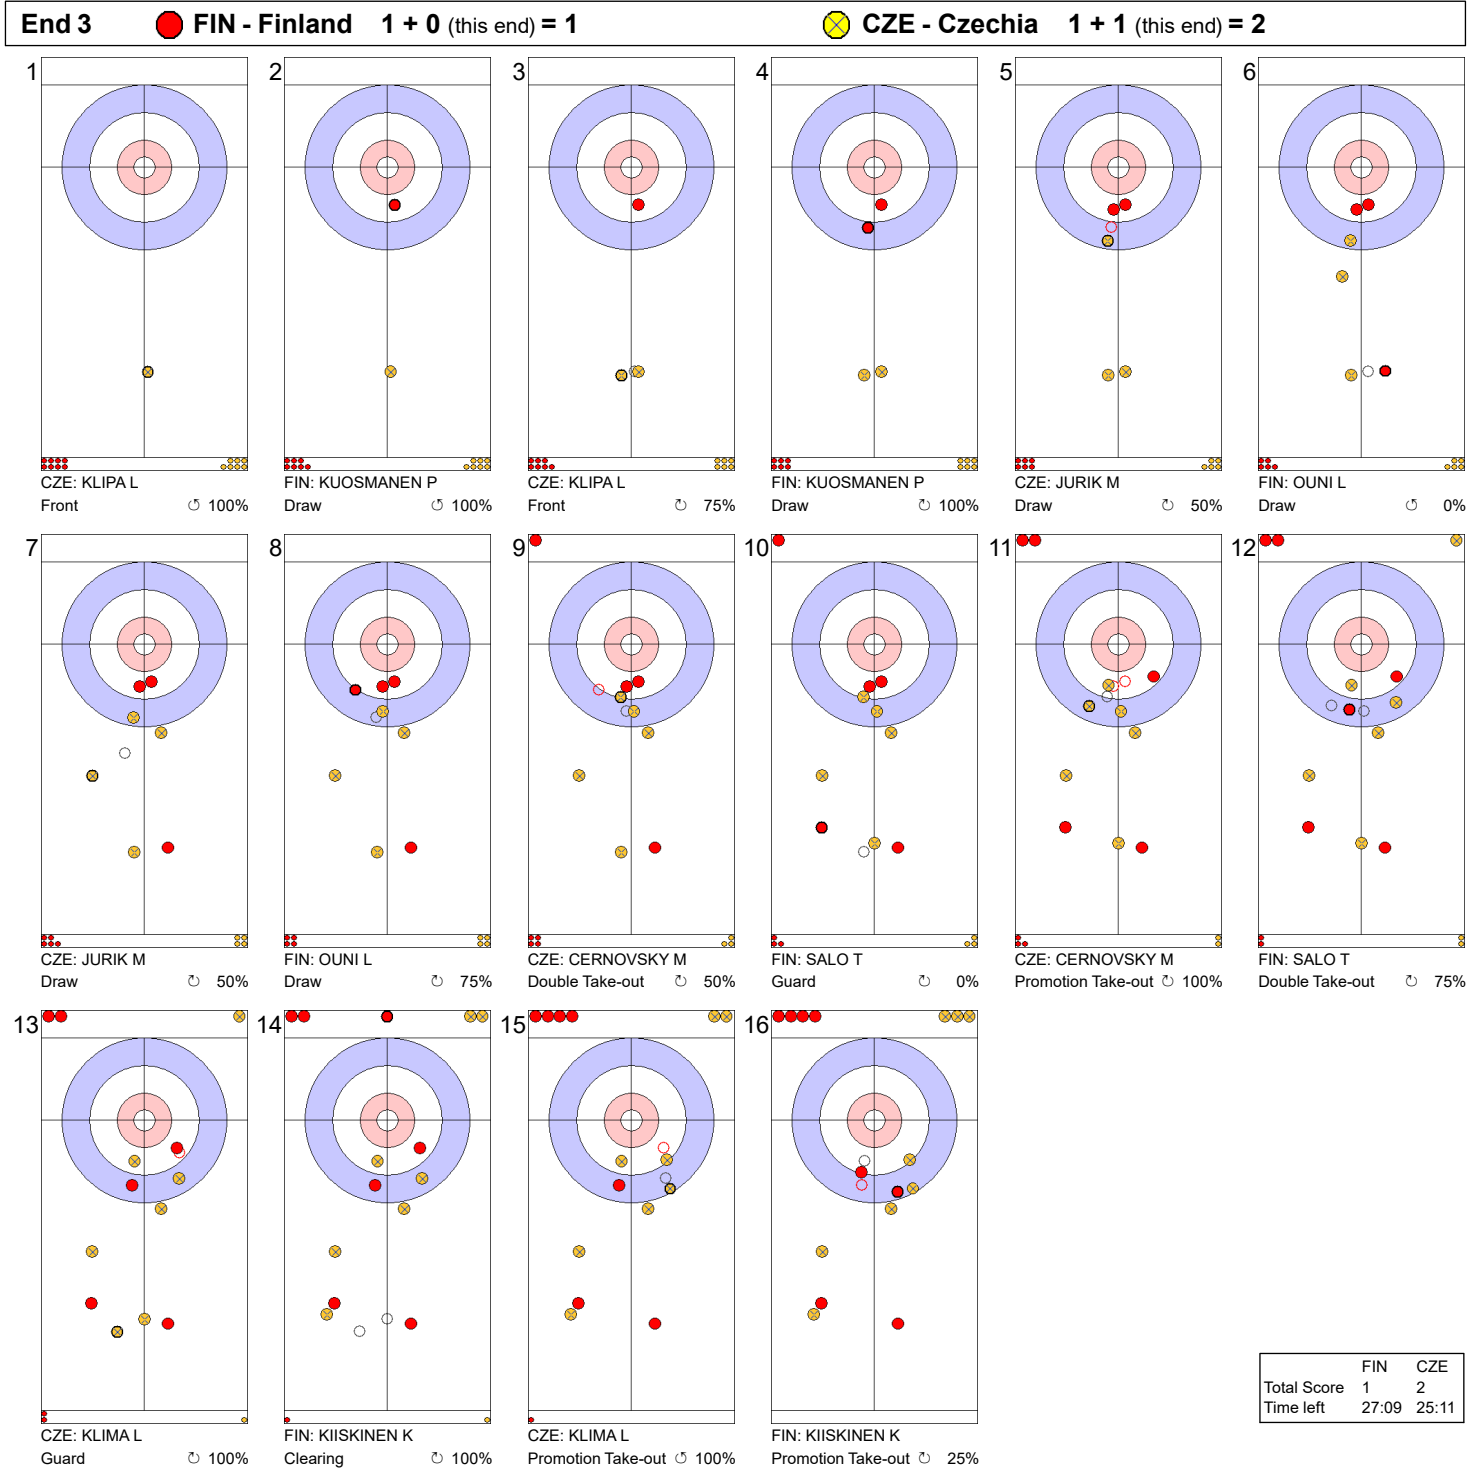 End 3 FIN - Finland 1 + 0 (this end) = 1 CZE - Czechia 1 + 1 (this end) = 2
1 2 3 4 5 6
CZE: KLIPA L FIN: KUOSMANEN P CZE: KLIPA L FIN: KUOSMANEN P CZE: JURIK M FIN: OUNI L
Front ↺ 100% Draw ↺ 100% Front ↻ 75% Draw ↻ 100% Draw ↻ 50% Draw ↺ 0%
7 8 9 10 11 12
CZE: JURIK M FIN: OUNI L CZE: CERNOVSKY M FIN: SALO T CZE: CERNOVSKY M FIN: SALO T
Draw ↻ 50% Draw ↻ 75% Double Take-out ↻ 50% Guard ↻ 0% Promotion Take-out ↻ 100% Double Take-out ↻ 75%
13 14 15 16
CZE: KLIMA L FIN: KIISKINEN K CZE: KLIMA L FIN: KIISKINEN K
Guard ↻ 100% Clearing ↻ 100% Promotion Take-out ↺ 100% Promotion Take-out ↻ 25%
FIN CZE
Total Score 1 2
Time left 27:09 25:11